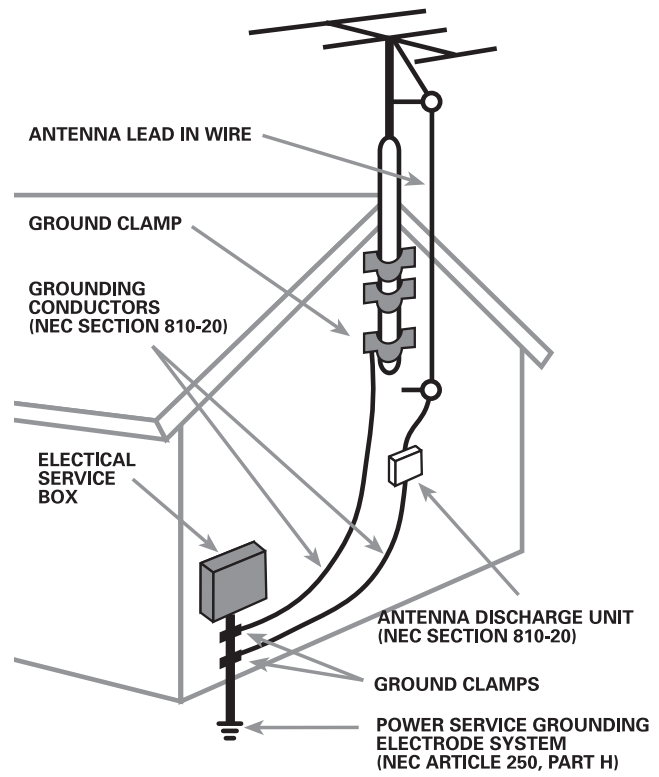 ANTENNA LEAD IN WIRE
GROUND CLAMP
GROUNDING
CONDUCTORS
(NEC SECTION 810-20)
ELECTICAL
SERVICE
BOX
ANTENNA DISCHARGE UNIT
(NEC SECTION 810-20)
GROUND CLAMPS
POWER SERVICE GROUNDING
ELECTRODE SYSTEM
(NEC ARTICLE 250, PART H)